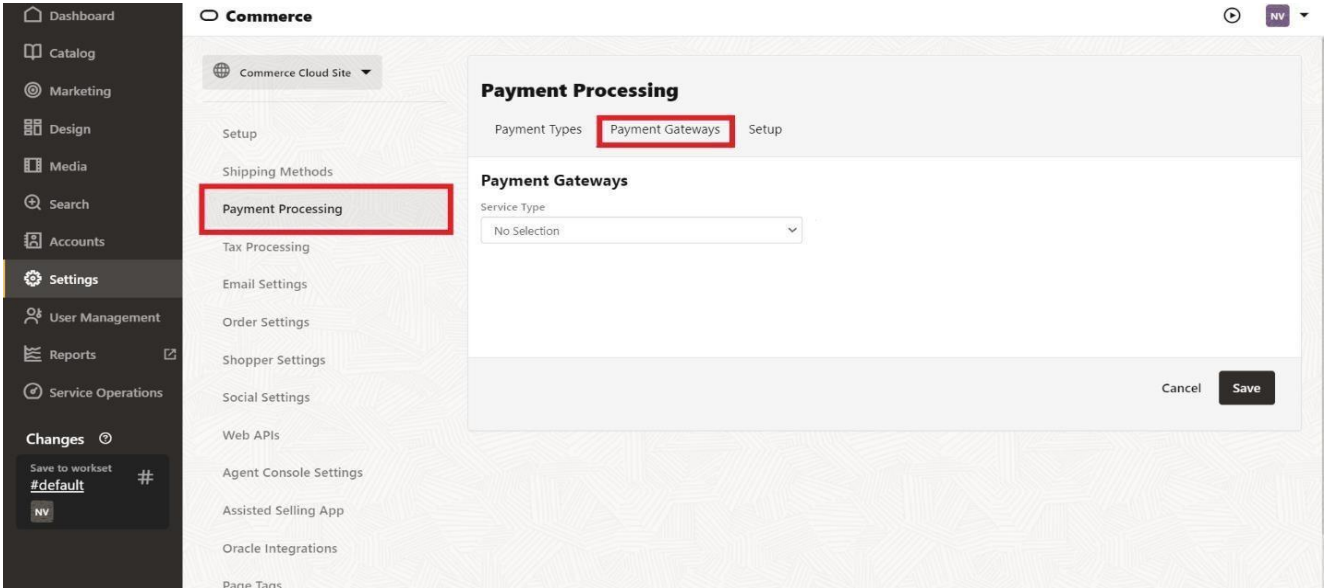 Dashboard
Catalog
Marketing
Design
Media
Search
Accounts
Settings
User Management
Reports
Service Operations
Changes
Save to workset
#default
#
NV
Commerce
NV
Commerce Cloud Site
Setup
Shipping Methods
Payment Processing
Tax Processing
Email Settings
Order Settings
Shopper Settings
Social Settings
Web APIs
Agent Console Settings
Assisted Selling App
Oracle Integrations
Page Tags
Payment Processing
Payment Types Payment Gateways Setup
Payment Gateways
Service Type
No Selection
Cancel Save